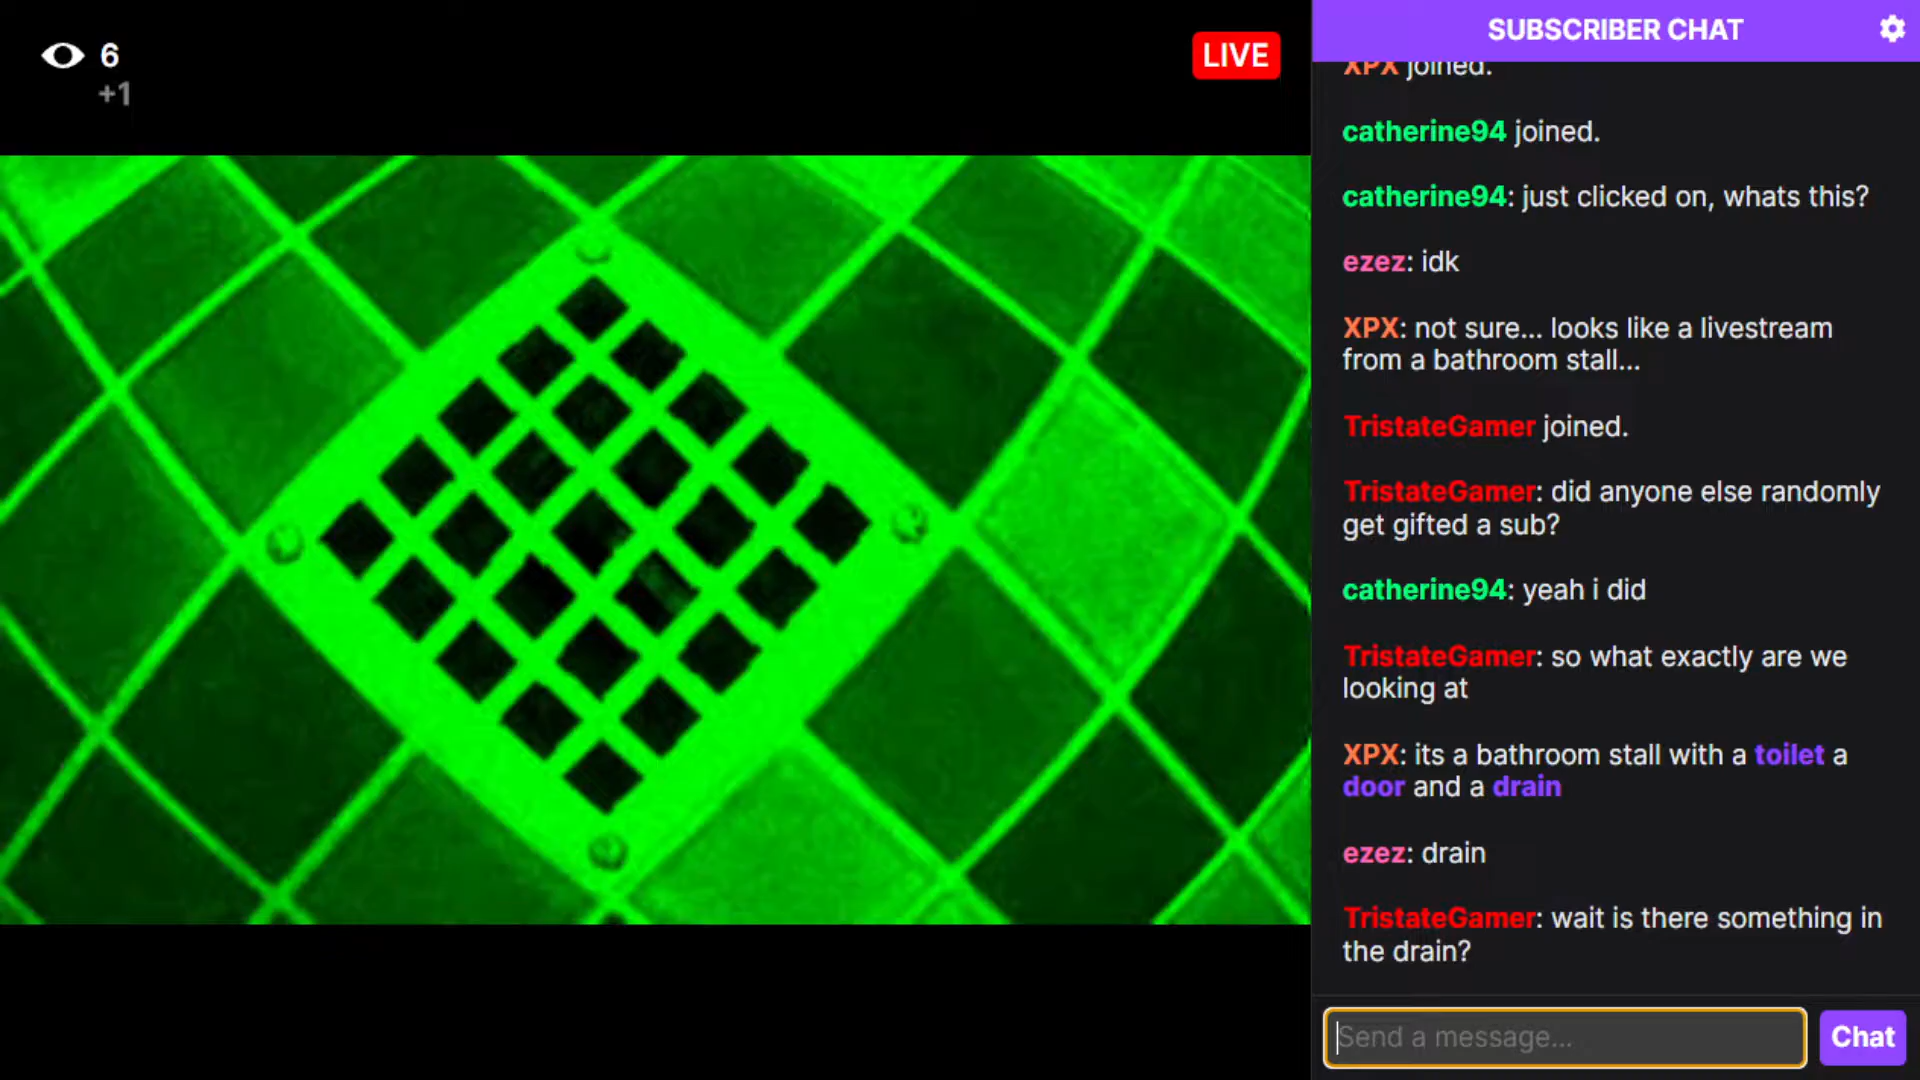 6
+1
LIVE
SUBSCRIBER CHAT
XPX joined.
catherine94 joined.
catherine94: just clicked on, whats this?
ezez: idk
XPX: not sure... looks like a livestream
from a bathroom stall...
TristateGamer joined.
TristateGamer: did anyone else randomly
get gifted a sub?
catherine94: yeah i did
TristateGamer: so what exactly are we
looking at
XPX: its a bathroom stall with a toilet a
door and a drain
ezez: drain
TristateGamer: wait is there something in
the drain?
Send a message...
Chat